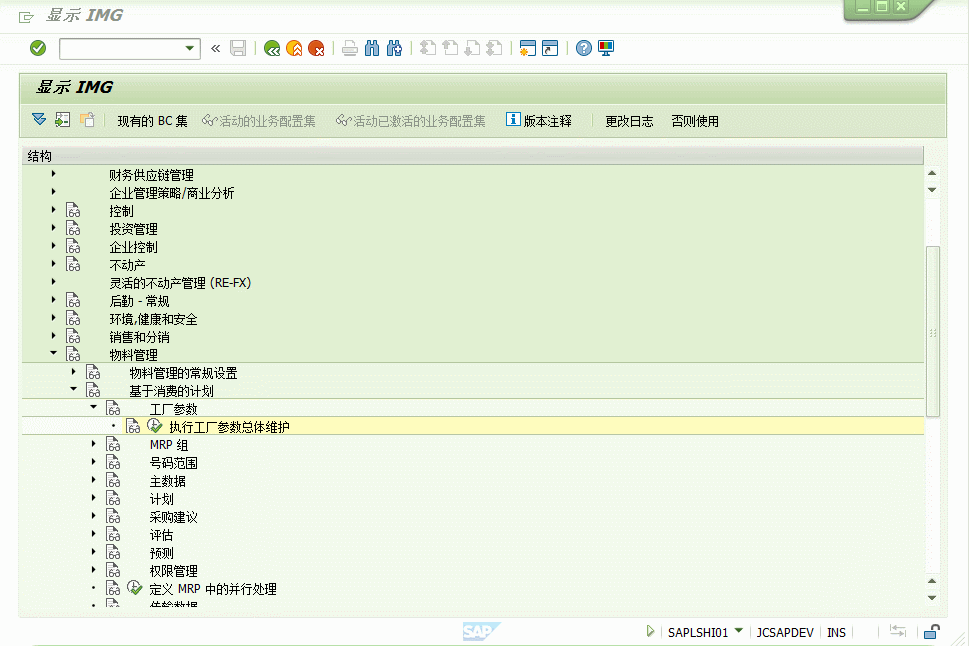 显示 IMG
显示 IMG
现有的 BC 集 活动的业务配置集 活动已激活的业务配置集 版本注释 更改日志 否则使用
结构
财务供应链管理
企业管理策略/商业分析
控制
投资管理
企业控制
不动产
灵活的不动产管理 (RE-FX)
后勤 - 常规
环境,健康和安全
销售和分销
物料管理
物料管理的常规设置
基于消费的计划
工厂参数
执行工厂参数总体维护
MRP 组
号码范围
主数据
计划
采购建议
评估
预测
权限管理
定义 MRP 中的并行处理
传输数据
SAP SAPLSHI01 JCSAPDEV INS